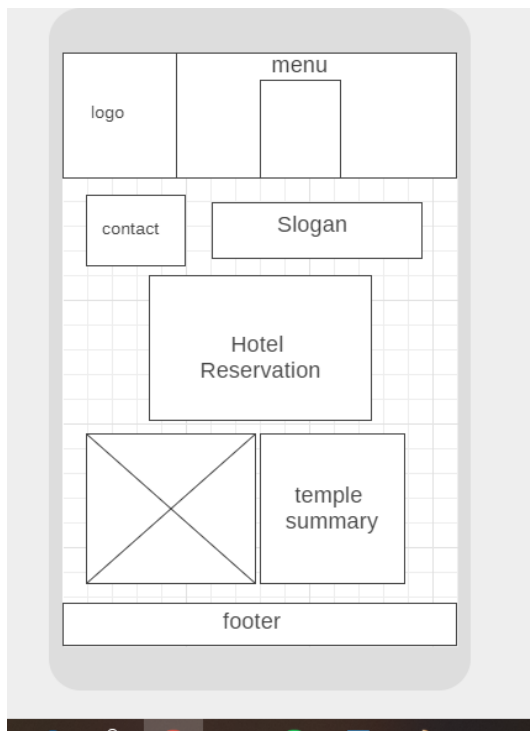 menu
logo
contact
Slogan
Hotel
Reservation
temple
summary
footer